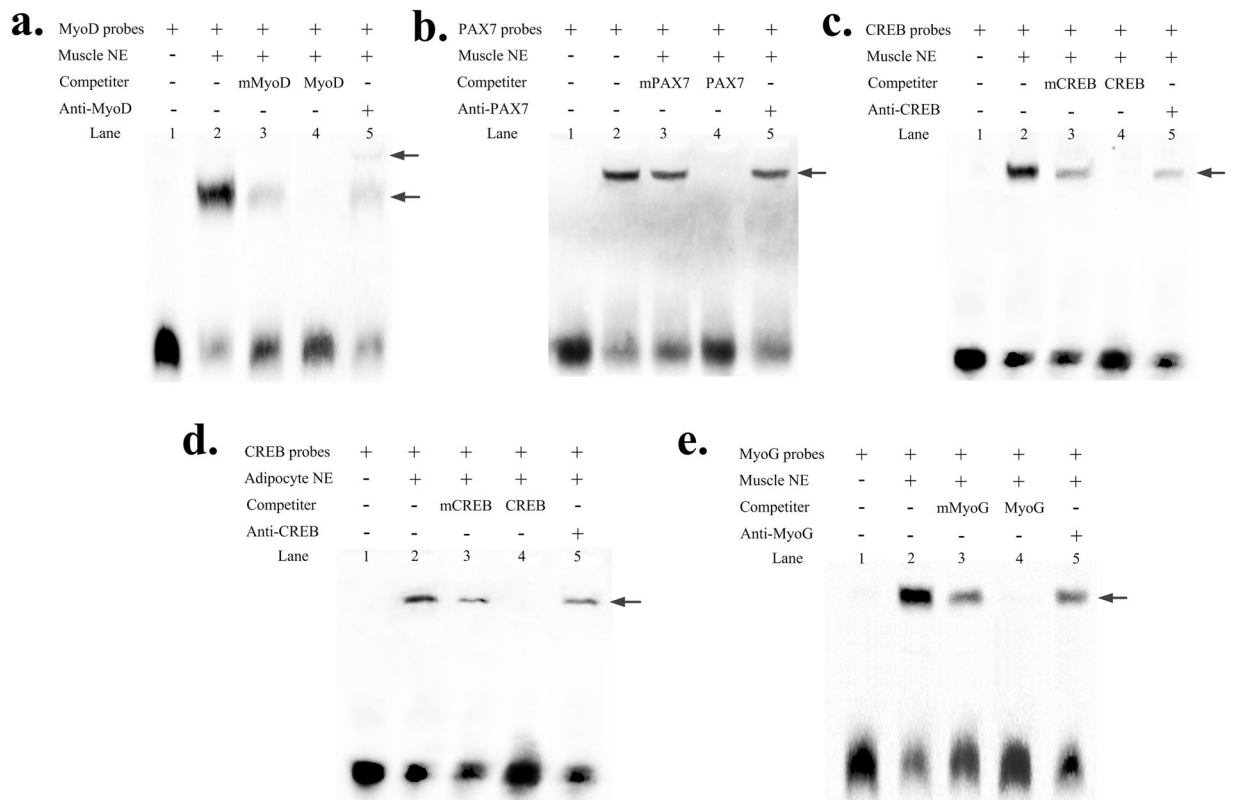 a.
MyoD probes + + + + +
Muscle NE - + + + +
Competiter - - mMyoD MyoD -
Anti-MyoD - - - - +
Lane 1 2 3 4 5
b.
PAX7 probes + + + + +
Muscle NE - - + + +
Competiter - - mPAX7 PAX7 -
Anti-PAX7 - - - - +
Lane 1 2 3 4 5
c.
CREB probes + + + + +
Muscle NE - + + + +
Competiter - - mCREB CREB -
Anti-CREB - - - - +
Lane 1 2 3 4 5
d.
CREB probes + + + + +
Adipocyte NE - + + + +
Competiter - - mCREB CREB -
Anti-CREB - - - - +
Lane 1 2 3 4 5
e.
MyoG probes + + + + +
Muscle NE - + + + +
Competiter - - mMyoG MyoG -
Anti-MyoG - - - - +
Lane 1 2 3 4 5